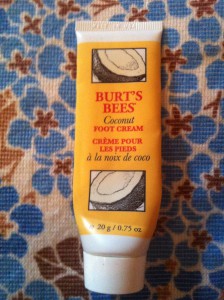 BURT'S
BEES
Coconut
FOOT CREAM
CRÈME POUR
LES PIEDS
à la noix de coco
20 g / 0.75 oz